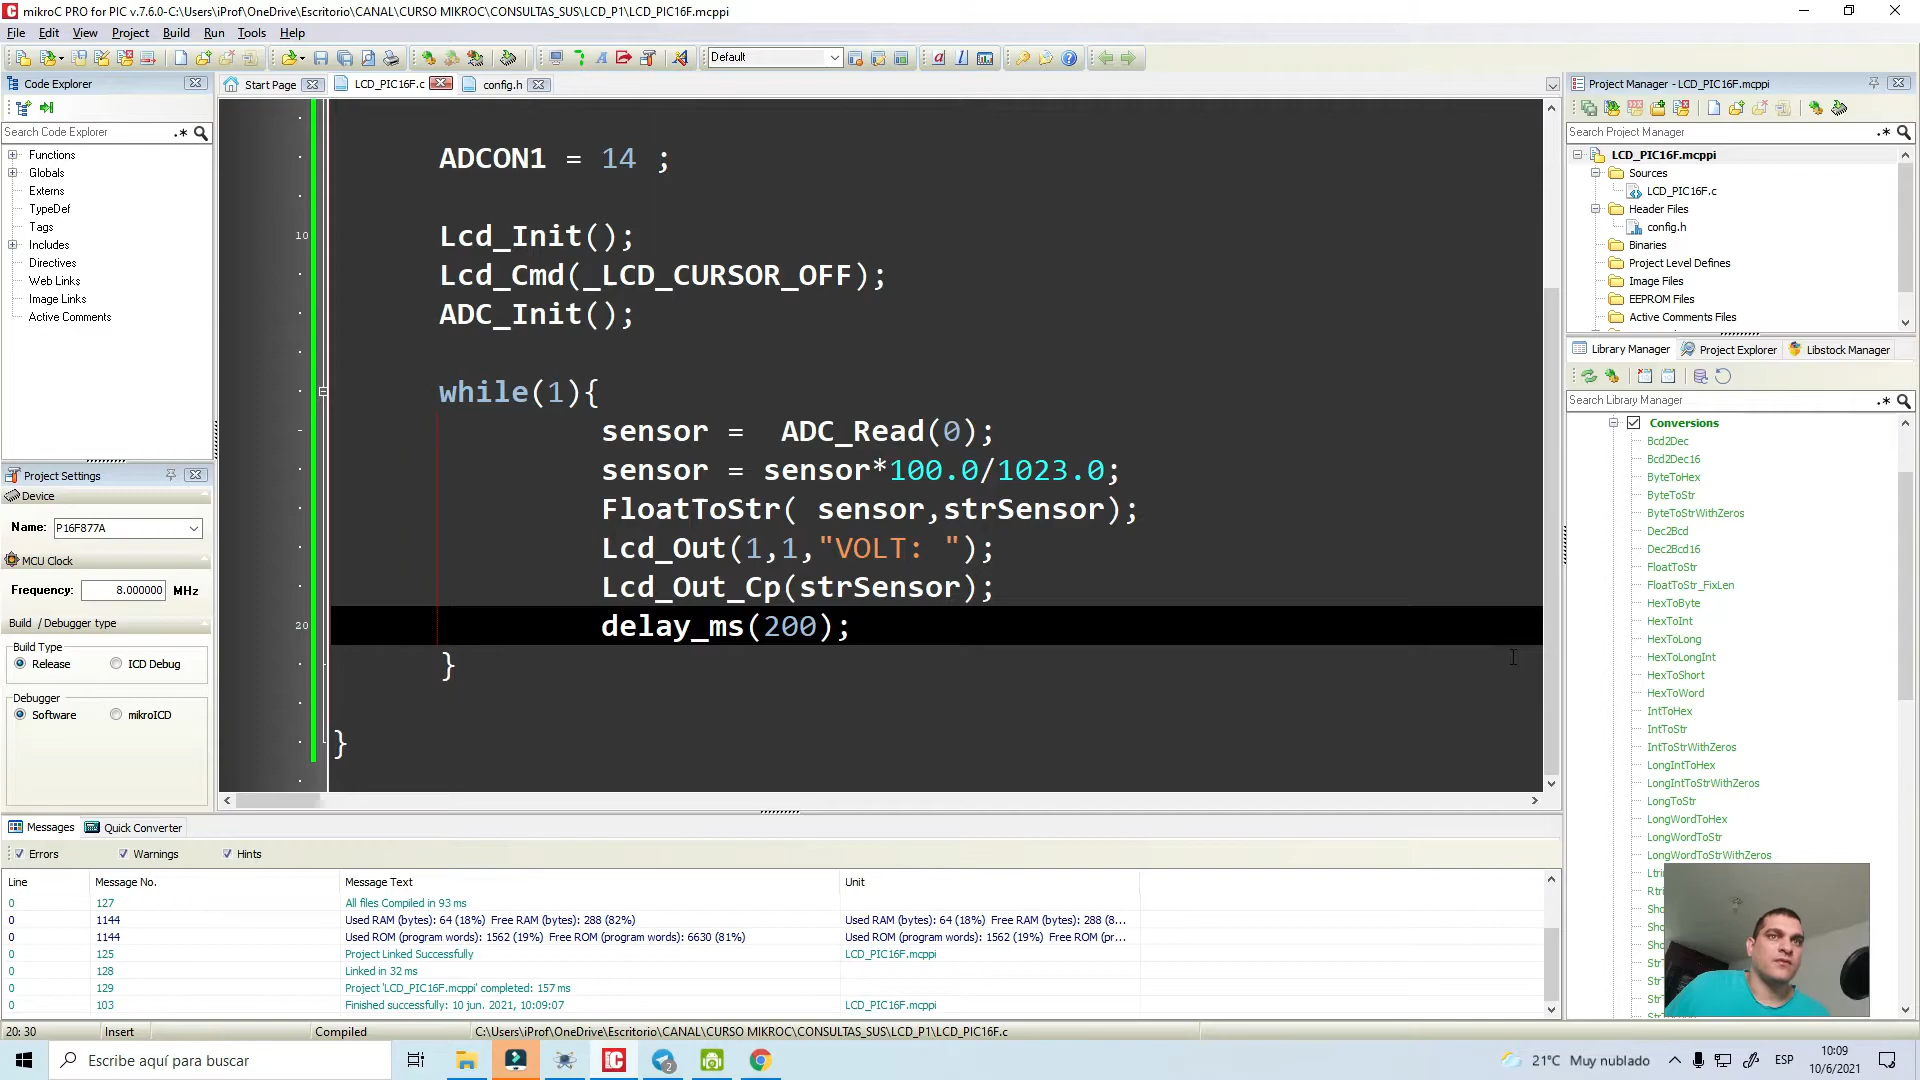 mikroC PRO for PIC v.7.6.0-C:\Users\iProf\OneDrive\Escritorio\CANAL\CURSO MIKROC\CONSULTAS_SUS\LCD_P1\LCD_PIC16F.mcppi
File Edit View Project Build Run Tools Help
Default
Code Explorer
Search Code Explorer
Functions
Globals
Externs
TypeDef
Tags
Includes
Directives
Web Links
Image Links
Active Comments
Project Settings
Device
Name: P16F877A
MCU Clock
Frequency: 8.000000 MHz
Build / Debugger type
Build Type
Release ICD Debug
Debugger
Software mikroICD
Start Page LCD_PIC16F.c config.h
ADCON1 = 14 ;
10 Lcd_Init();
Lcd_Cmd(_LCD_CURSOR_OFF);
ADC_Init();
while(1){
sensor =  ADC_Read(0);
sensor = sensor*100.0/1023.0;
FloatToStr( sensor,strSensor);
Lcd_Out(1,1,"VOLT: ");
Lcd_Out_Cp(strSensor);
20 delay_ms(200);
}
}
Project Manager - LCD_PIC16F.mcppi
Search Project Manager
LCD_PIC16F.mcppi
Sources
LCD_PIC16F.c
Header Files
config.h
Binaries
Project Level Defines
Image Files
EEPROM Files
Active Comments Files
Library Manager Project Explorer Libstock Manager
Search Library Manager
Conversions
Bcd2Dec
Bcd2Dec16
ByteToHex
ByteToStr
ByteToStrWithZeros
Dec2Bcd
Dec2Bcd16
FloatToStr
FloatToStr_FixLen
HexToByte
HexToInt
HexToLong
HexToLongInt
HexToShort
HexToWord
IntToHex
IntToStr
IntToStrWithZeros
LongIntToHex
LongIntToStrWithZeros
LongToStr
LongWordToHex
LongWordToStr
LongWordToStrWithZeros
Messages Quick Converter
Errors Warnings Hints
Line Message No. Message Text Unit
0 127 All files Compiled in 93 ms
0 1144 Used RAM (bytes): 64 (18%) Free RAM (bytes): 288 (82%) Used RAM (bytes): 64 (18%) Free RAM (bytes): 288 (8...
0 1144 Used ROM (program words): 1562 (19%) Free ROM (program words): 6630 (81%) Used ROM (program words): 1562 (19%) Free ROM (pr...
0 125 Project Linked Successfully LCD_PIC16F.mcppi
0 128 Linked in 32 ms
0 129 Project 'LCD_PIC16F.mcppi' completed: 157 ms
0 103 Finished successfully: 10 jun. 2021, 10:09:07 LCD_PIC16F.mcppi
20: 30 Insert Compiled C:\Users\iProf\OneDrive\Escritorio\CANAL\CURSO MIKROC\CONSULTAS_SUS\LCD_P1\LCD_PIC16F.c
Escribe aquí para buscar
2
21°C Muy nublado
ESP
10:09
10/6/2021